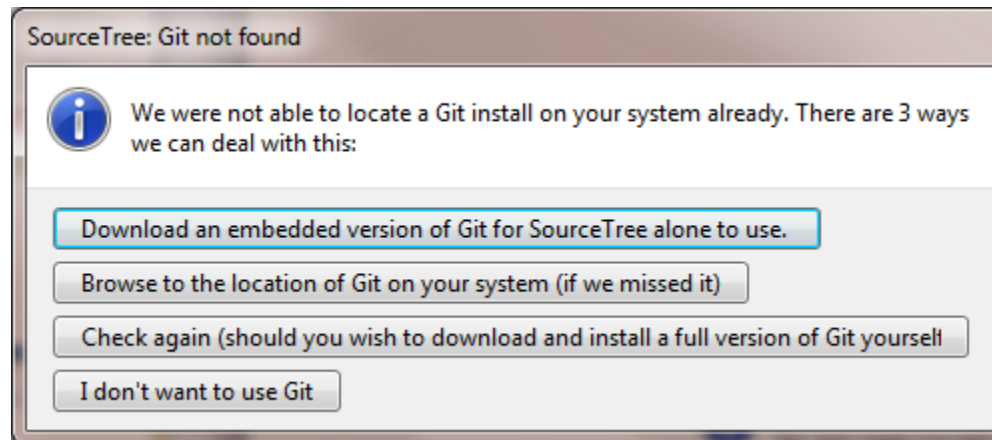 SourceTree: Git not found
We were not able to locate a Git install on your system already. There are 3 ways
we can deal with this:
Download an embedded version of Git for SourceTree alone to use.
Browse to the location of Git on your system (if we missed it)
Check again (should you wish to download and install a full version of Git yourself
I don't want to use Git